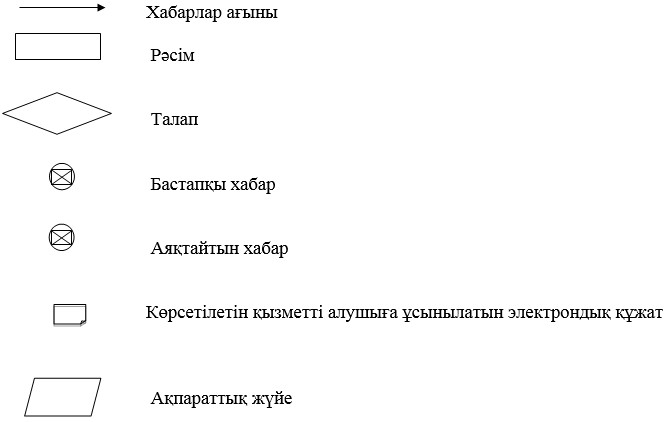 Хабарлар ағыны
Рәсім
Талап
Бастапқы хабар
Аяқтайтын хабар
Көрсетілетін қызметті алушыға ұсынылатын электрондық құжат
Ақпараттық жүйе